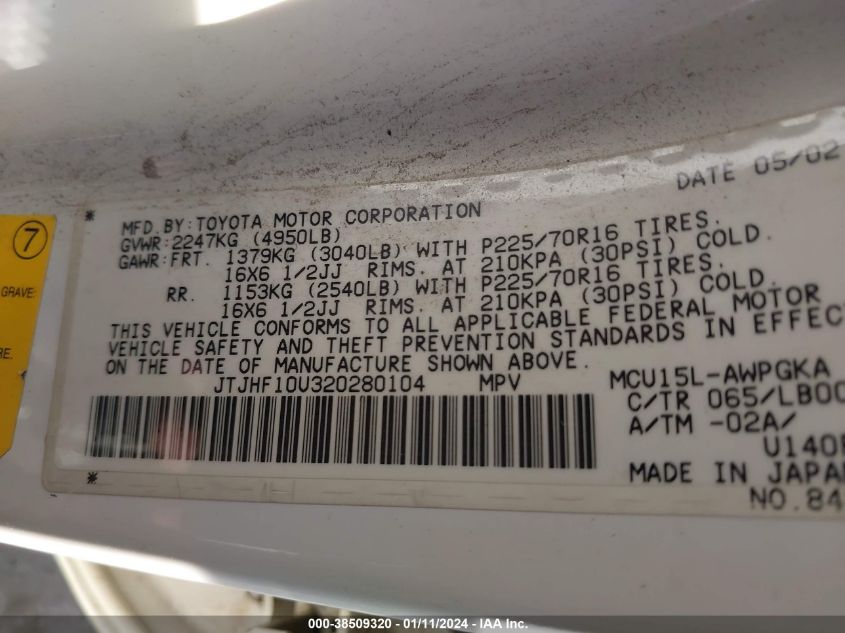 DATE 05/02
MFD. BY: TOYOTA MOTOR CORPORATION
GVWR: 2247KG (4950LB)
GAWR: FRT. 1379KG (3040LB) WITH P225/70R16 TIRES.
16X6 1/2JJ RIMS. AT 210KPA (30PSI) COLD.
RR. 1153KG (2540LB) WITH P225/70R16 TIRES.
16X6 1/2JJ RIMS. AT 210KPA (30PSI) COLD.
THIS VEHICLE CONFORMS TO ALL APPLICABLE FEDERAL MOTOR
VEHICLE SAFETY AND THEFT PREVENTION STANDARDS IN EFFEC
ON THE DATE OF MANUFACTURE SHOWN ABOVE.
JTJHF10U320280104 MPV MCU15L-AWPGKA
C/TR 065/LB00
A/TM -02A/
U140F
MADE IN JAPAN
NO. 84
7
GRAVE:
RE.
000-38509320 - 01/11/2024 - IAA Inc.